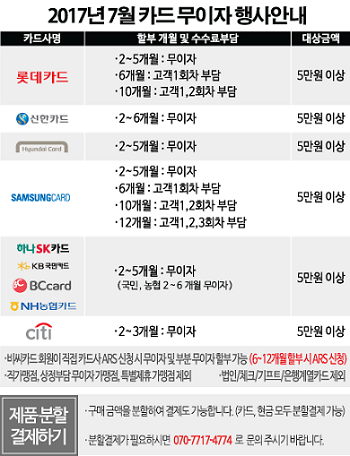 2017년 7월 카드 무이자 행사안내
카드사명 할부 개월 및 수수료부담 대상금액
롯데카드
·2~5개월 : 무이자
·6개월 : 고객1회차 부담
·10개월 : 고객1,2회차 부담
5만원 이상
신한카드 ·2~6개월 : 무이자 5만원 이상
Hyundai Card ·2~5개월 : 무이자 5만원 이상
SAMSUNG CARD
·2~5개월 : 무이자
·6개월 : 고객1회차 부담
·10개월 : 고객1,2회차 부담
·12개월 : 고객1,2,3회차 부담
5만원 이상
하나SK카드
KB국민카드
BCcard
NH농협카드
·2~5개월 : 무이자
(국민, 농협 2~6개월 무이자)
5만원 이상
citi ·2~3개월 : 무이자 5만원 이상
·비씨카드 회원이 직접 카드사 ARS 신청시 무이자 및 부분 무이자 할부 가능 (6~12개월 할부시 ARS 신청)
·직가맹점, 상점부담 무이자 가맹점, 특별제휴 가맹점 제외 ·법인/체크/기프트/은행계열카드 제외
제품 분할
결제하기
·구매 금액을 분할하여 결제도 가능합니다. (카드, 현금 모두 분할결제 가능)
·분할결제가 필요하시면 070-7717-4774 로 문의 주시기 바랍니다.